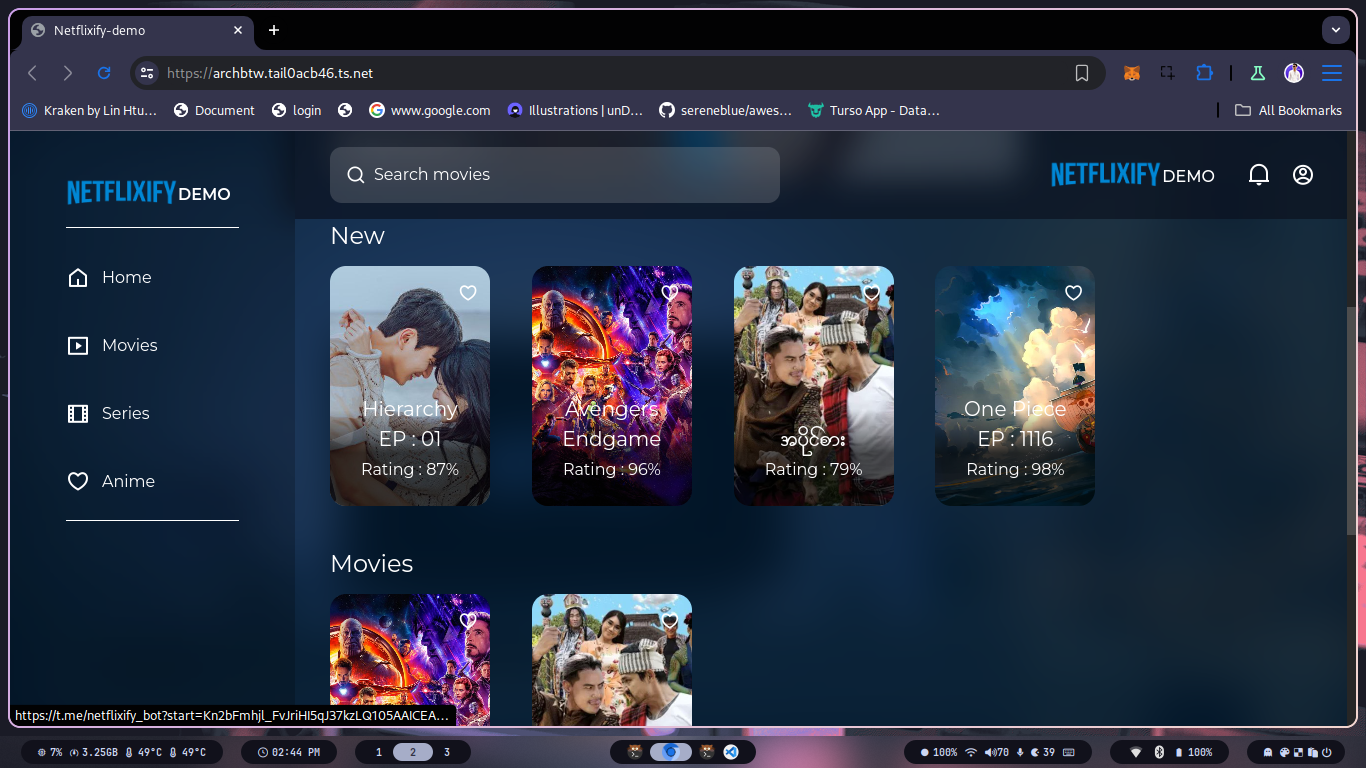 Netflixify-demo
https://archbtw.tail0acb46.ts.net
Kraken by Lin Htu...
Document
login
www.google.com
Illustrations | unD...
sereneblue/awes...
Turso App - Data...
All Bookmarks
NETFLIXIFY DEMO
Search movies
NETFLIXIFY DEMO
Home
Movies
Series
Anime
New
Hierarchy
EP : 01
Rating : 87%
Avengers
Endgame
Rating : 96%
အပိုင်စား
Rating : 79%
One Piece
EP : 1116
Rating : 98%
Movies
https://t.me/netflixify_bot?start=Kn2bFmhjl_FvJriHI5qJ37kzLQ105AAICEA...
7% 3.25GB 49°C 49°C
02:44 PM
1 2 3
100% 70 39
100%